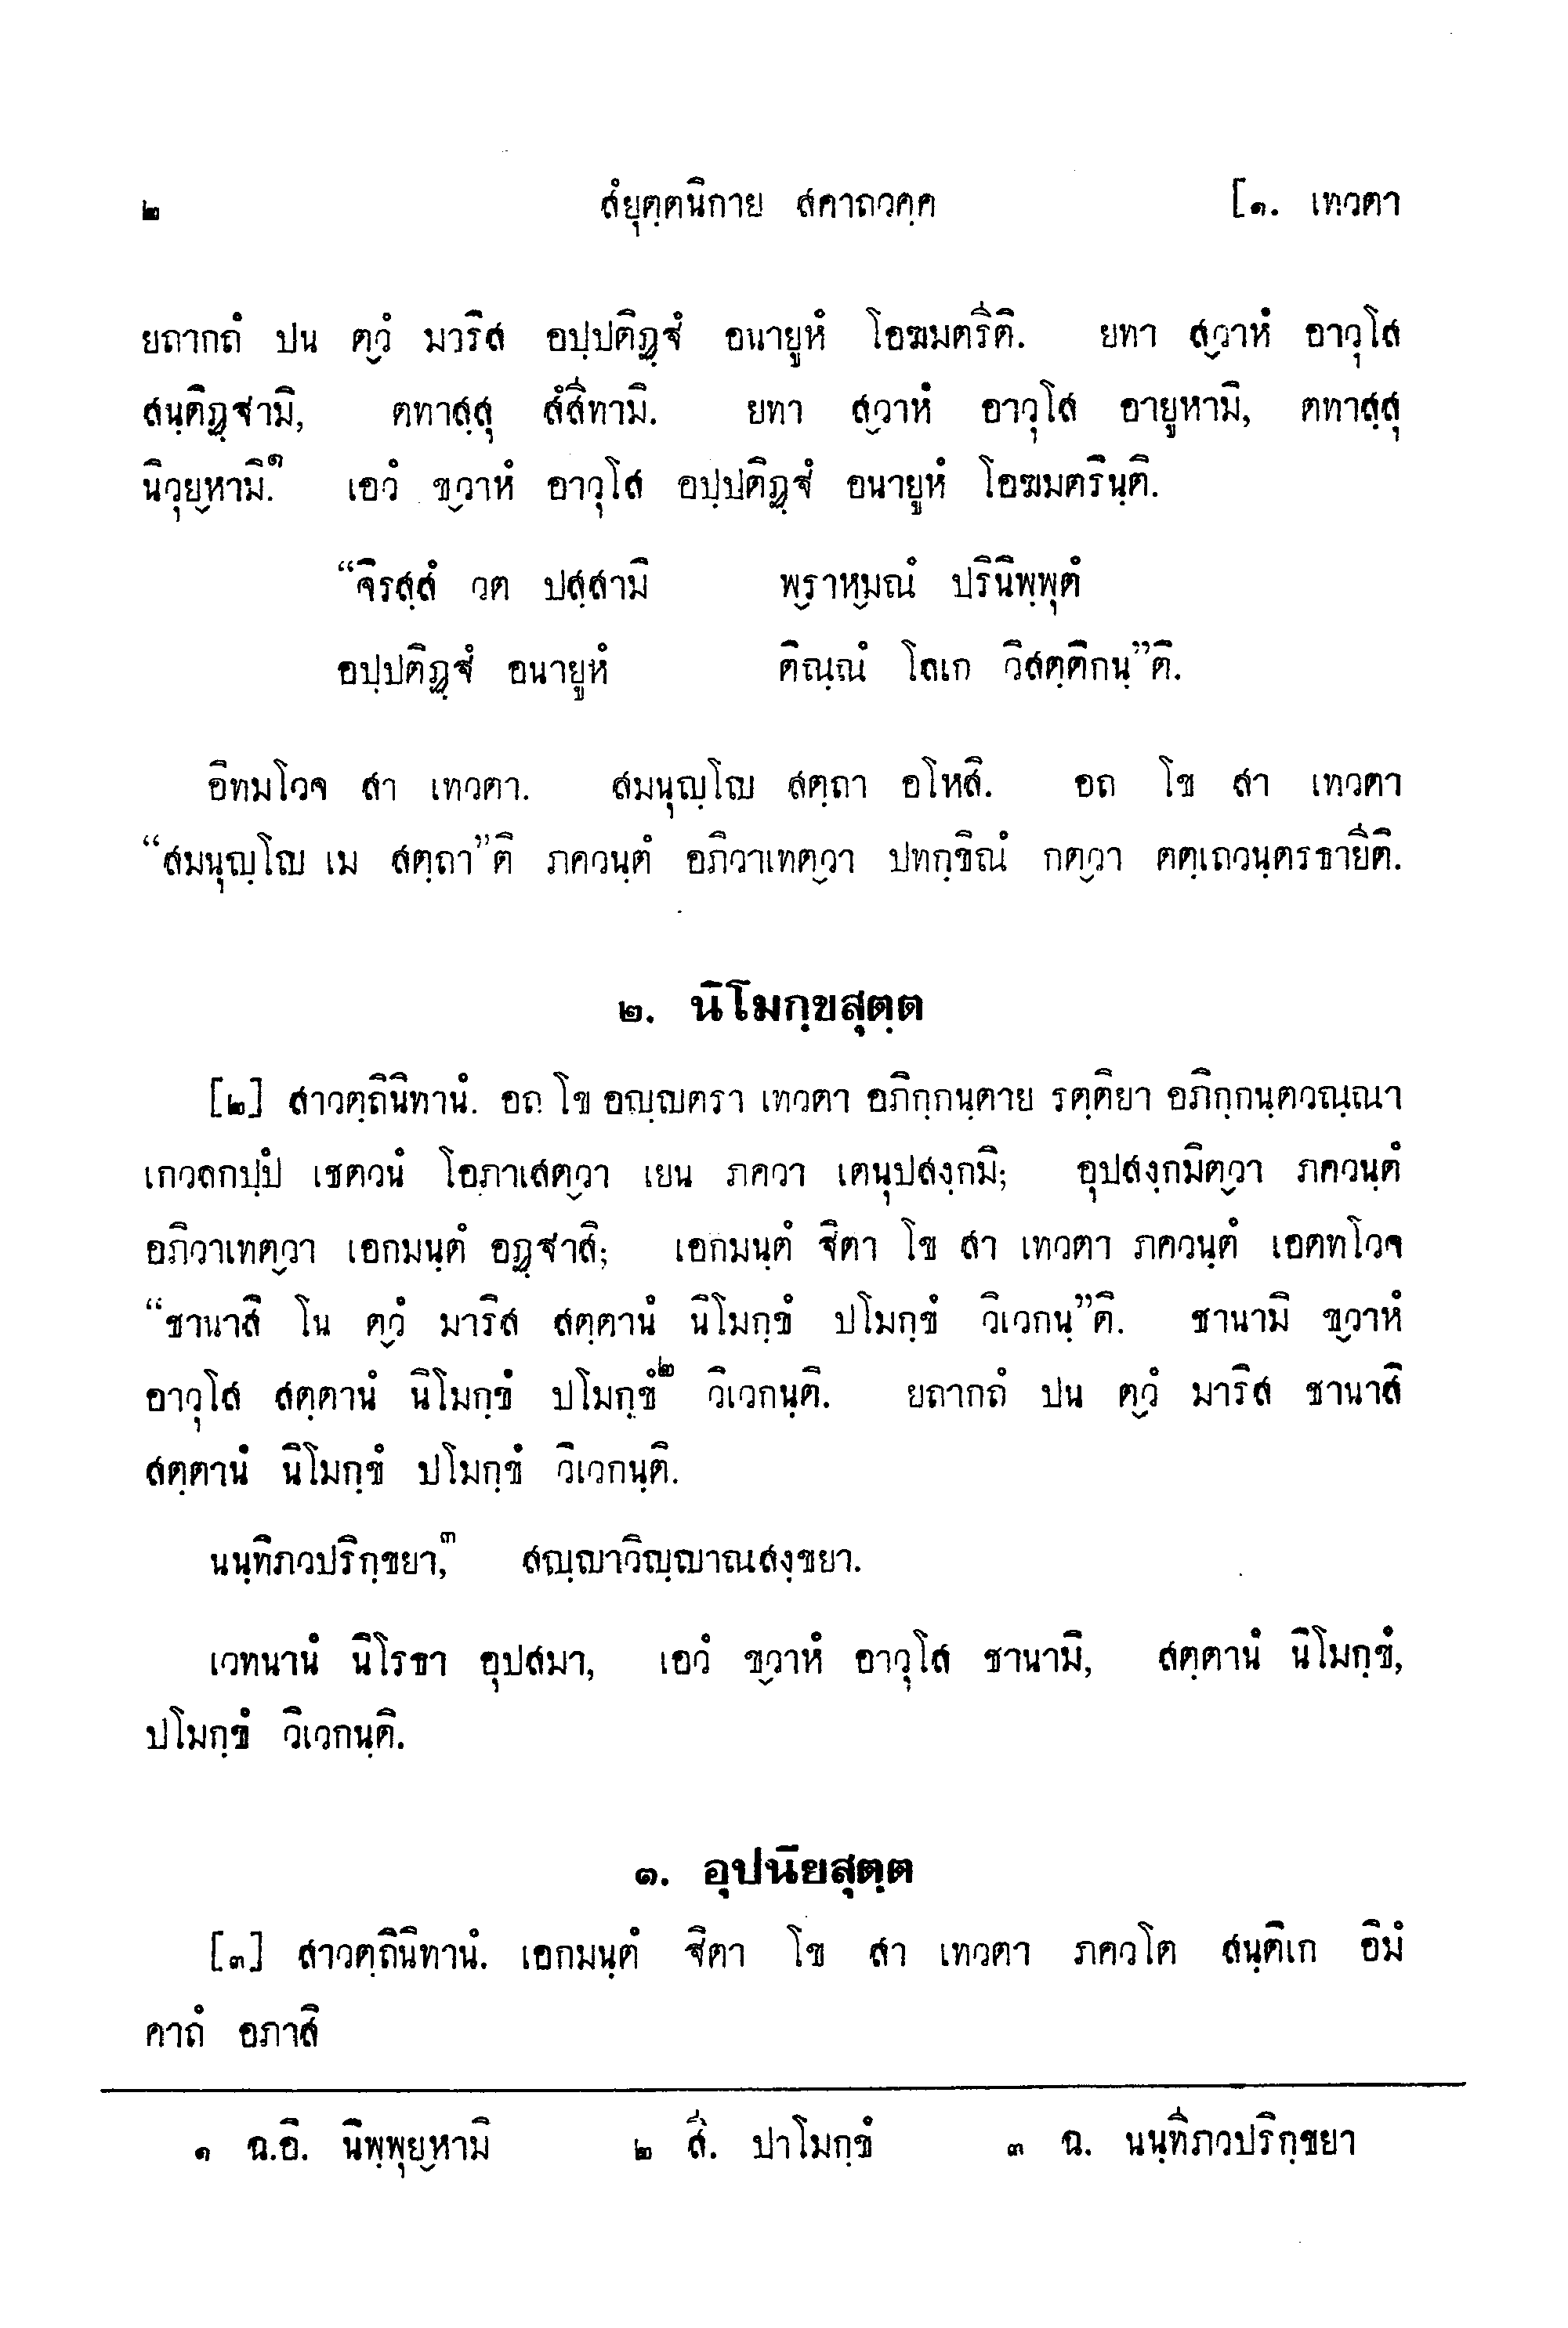 ๒ สํยุตฺตนิกาย สคาถวคฺค [๑. เทวตา
ยถากถํ ปน ตฺวํ มาริส อปฺปติฏฺฐํ อนายูหํ โอฆมตรีติ. ยทา สฺวาหํ อาวุโส
สนฺติฏฺฐามิ, ตทาสฺสุ สํสีทามิ. ยทา สฺวาหํ อาวุโส อายูหามิ, ตทาสฺสุ
นิวุยฺหามิ.๑ เอวํ ขฺวาหํ อาวุโส อปฺปติฏฺฐํ อนายูหํ โอฆมตรินฺติ.
“จิรสฺสํ วต ปสฺสามิ พฺราหฺมณํ ปรินิพฺพุตํ
อปฺปติฏฺฐํ อนายูหํ ติณฺณํ โลเก วิสตฺติกนฺ”ติ.
อิทมโวจ สา เทวตา. สมนุญฺโญ สตฺถา อโหสิ. อถ โข สา เทวตา
“สมนุญฺโญ เม สตฺถา”ติ ภควนฺตํ อภิวาเทตฺวา ปทกฺขิณํ กตฺวา ตตฺเถวนฺตรธายีติ.
๒. นิโมกฺขสุตฺต
[๒] สาวตฺถินิทานํ. อถ โข อญฺญตรา เทวตา อภิกฺกนฺตาย รตฺติยา อภิกฺกนฺตวณฺณา
เกวลกปฺปํ เชตวนํ โอภาเสตฺวา เยน ภควา เตนุปสงฺกมิ; อุปสงฺกมิตฺวา ภควนฺตํ
อภิวาเทตฺวา เอกมนฺตํ อฏฺฐาสิ; เอกมนฺตํ ฐิตา โข สา เทวตา ภควนฺตํ เอตทโวจ
“ชานาสิ โน ตฺวํ มาริส สตฺตานํ นิโมกฺขํ ปโมกฺขํ วิเวกนฺ”ติ. ชานามิ ขฺวาหํ
อาวุโส สตฺตานํ นิโมกฺขํ ปโมกฺขํ๒ วิเวกนฺติ. ยถากถํ ปน ตฺวํ มาริส ชานาสิ
สตฺตานํ นิโมกฺขํ ปโมกฺขํ วิเวกนฺติ.
นนฺทิภวปริกฺขยา,๓ สญฺญาวิญฺญาณสงฺขยา.
เวทนานํ นิโรธา อุปสมา, เอวํ ขฺวาหํ อาวุโส ชานามิ, สตฺตานํ นิโมกฺขํ,
ปโมกฺขํ วิเวกนฺติ.
๑. อุปนียสุตฺต
[๓] สาวตฺถินิทานํ. เอกมนฺตํ ฐิตา โข สา เทวตา ภควโต สนฺติเก อิมํ
คาถํ อภาสิ
๑ ฉ.อิ. นิพฺพุยฺหามิ ๒ สี. ปาโมกฺขํ ๓ ฉ. นนฺทีภวปริกฺขยา